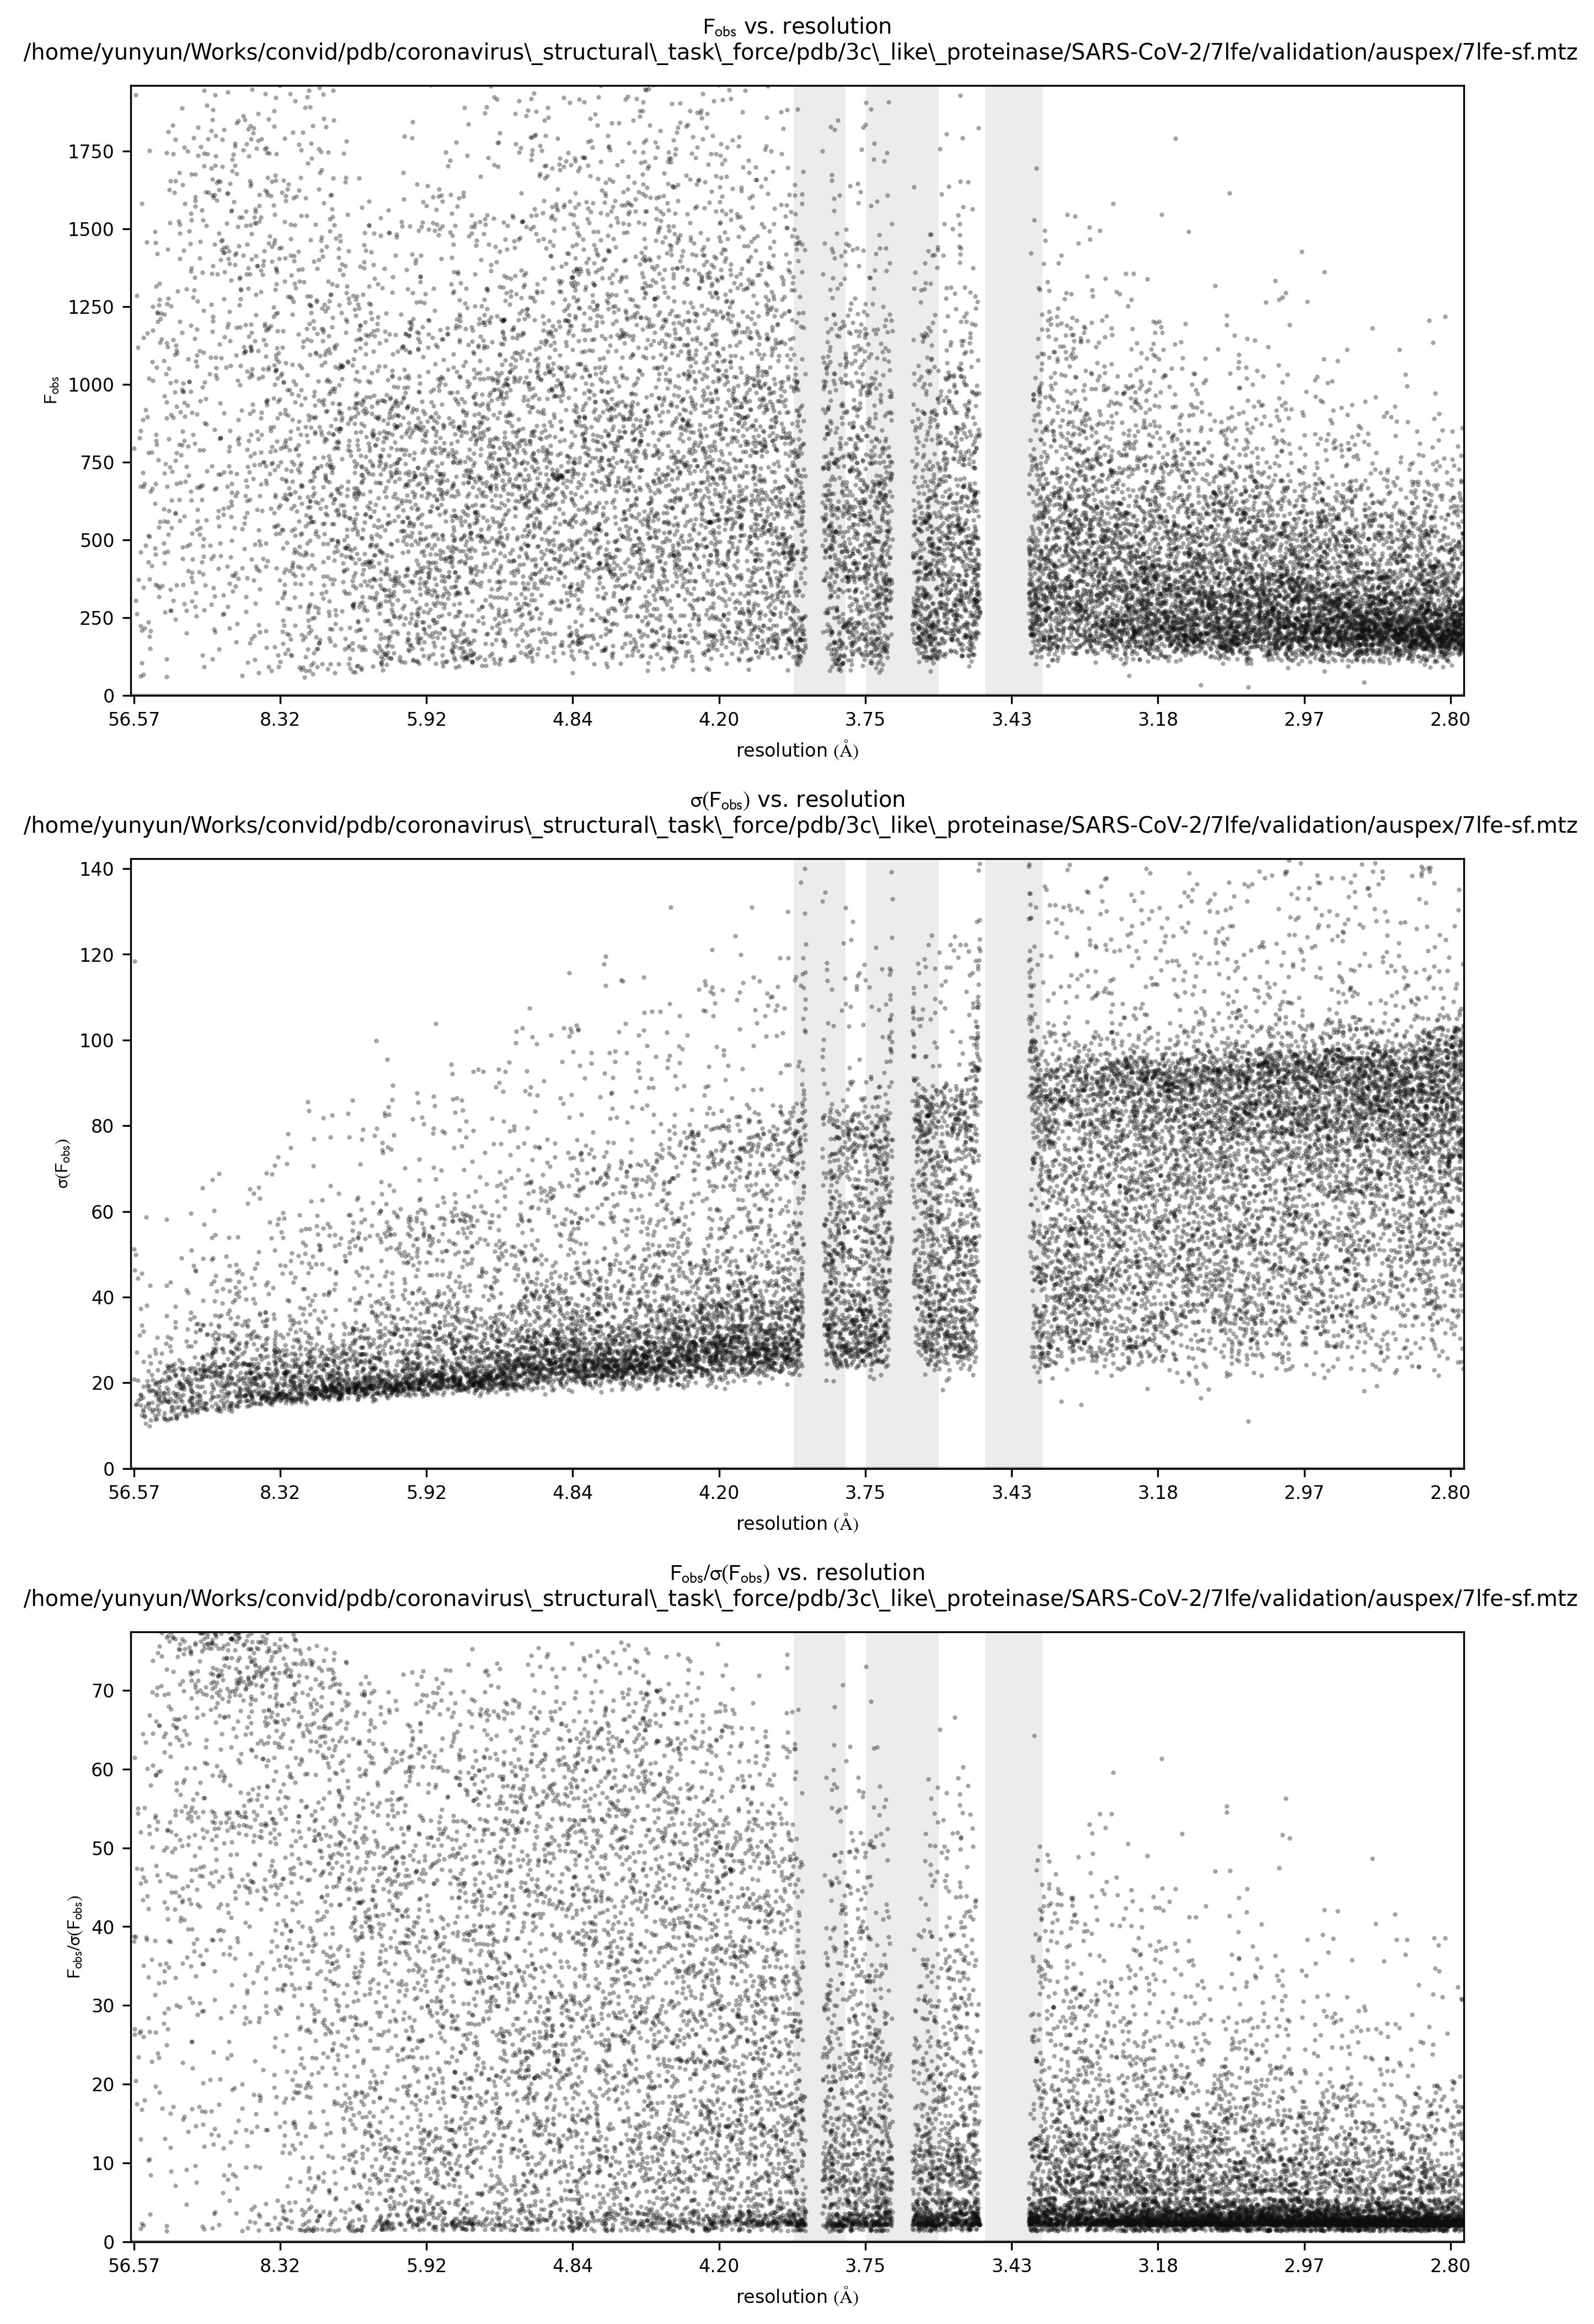 Fobs vs. resolution
/home/yunyun/Works/convid/pdb/coronavirus\_structural\_task\_force/pdb/3c\_like\_proteinase/SARS-CoV-2/7lfe/validation/auspex/7lfe-sf.mtz
1750
1500
1250
1000
750
500
250
0
Fobs
56.57 8.32 5.92 4.84 4.20 3.75 3.43 3.18 2.97 2.80
resolution (Å)
σ(Fobs) vs. resolution
/home/yunyun/Works/convid/pdb/coronavirus\_structural\_task\_force/pdb/3c\_like\_proteinase/SARS-CoV-2/7lfe/validation/auspex/7lfe-sf.mtz
140
120
100
80
60
40
20
0
σ(Fobs)
56.57 8.32 5.92 4.84 4.20 3.75 3.43 3.18 2.97 2.80
resolution (Å)
Fobs/σ(Fobs) vs. resolution
/home/yunyun/Works/convid/pdb/coronavirus\_structural\_task\_force/pdb/3c\_like\_proteinase/SARS-CoV-2/7lfe/validation/auspex/7lfe-sf.mtz
70
60
50
40
30
20
10
0
Fobs/σ(Fobs)
56.57 8.32 5.92 4.84 4.20 3.75 3.43 3.18 2.97 2.80
resolution (Å)